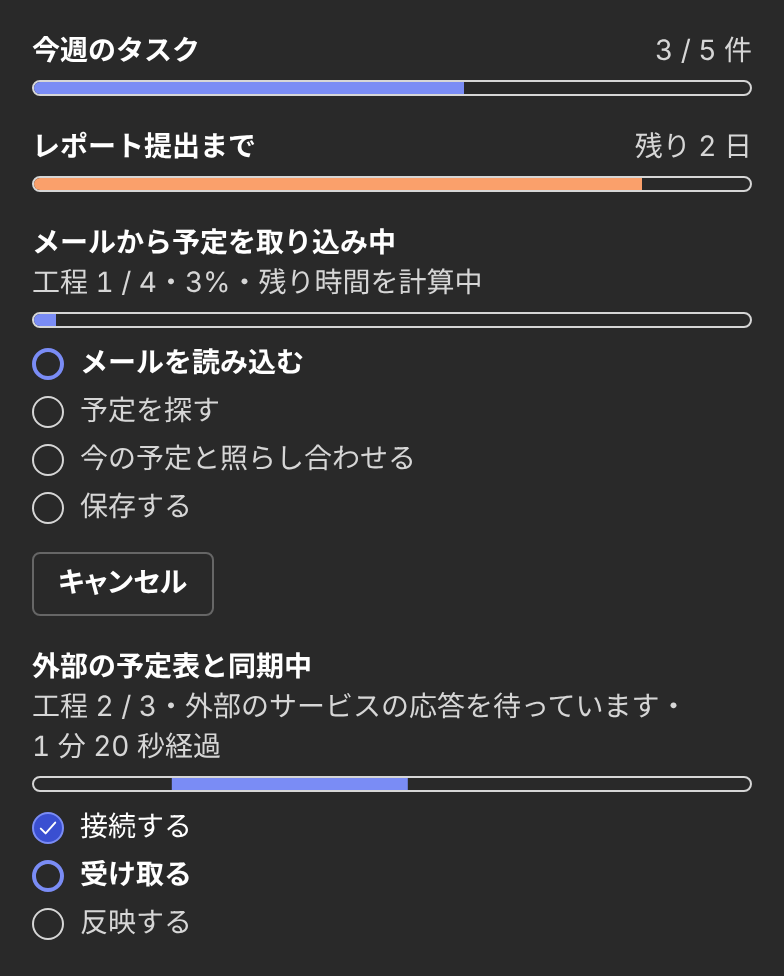 今週のタスク 3 / 5 件
レポート提出まで 残り 2 日
メールから予定を取り込み中
工程 1 / 4・3%・残り時間を計算中
メールを読み込む
予定を探す
今の予定と照らし合わせる
保存する
キャンセル
外部の予定表と同期中
工程 2 / 3・外部のサービスの応答を待っています・
1 分 20 秒経過
接続する
受け取る
反映する